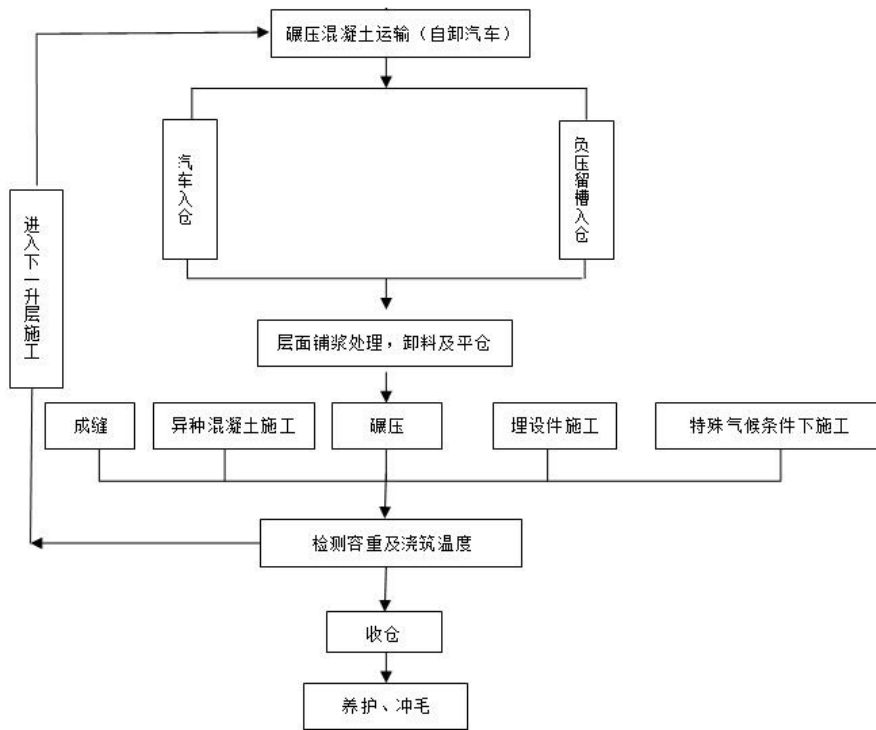 碾压混凝土运输（自卸汽车）
汽车入仓
负压留槽入仓
进入下一升层施工
层面铺浆处理，卸料及平仓
成缝
异种混凝土施工
碾压
埋设件施工
特殊气候条件下施工
检测容重及浇筑温度
收仓
养护、冲毛